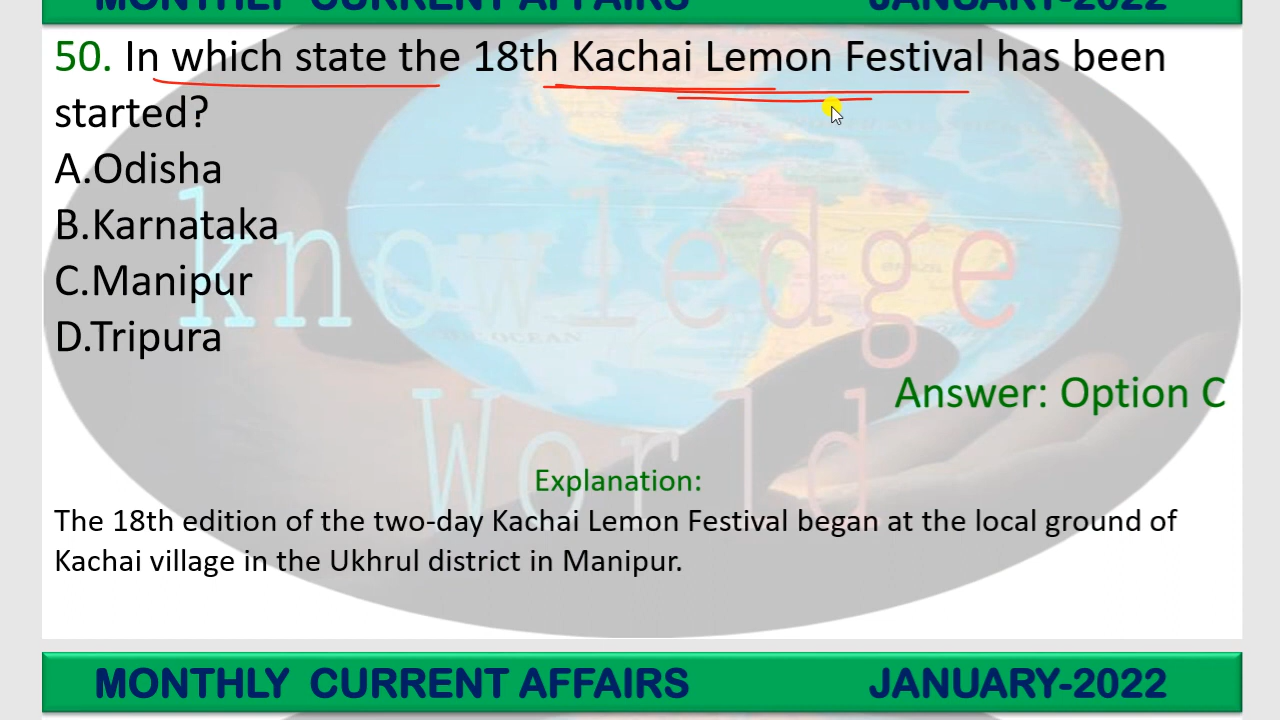 MONTHLY CURRENT AFFAIRS JANUARY-2022
50. In which state the 18th Kachai Lemon Festival has been
started?
A.Odisha
B.Karnataka
C.Manipur
D.Tripura
Answer: Option C
knowledge
World
Explanation:
The 18th edition of the two-day Kachai Lemon Festival began at the local ground of
Kachai village in the Ukhrul district in Manipur.
MONTHLY CURRENT AFFAIRS JANUARY-2022